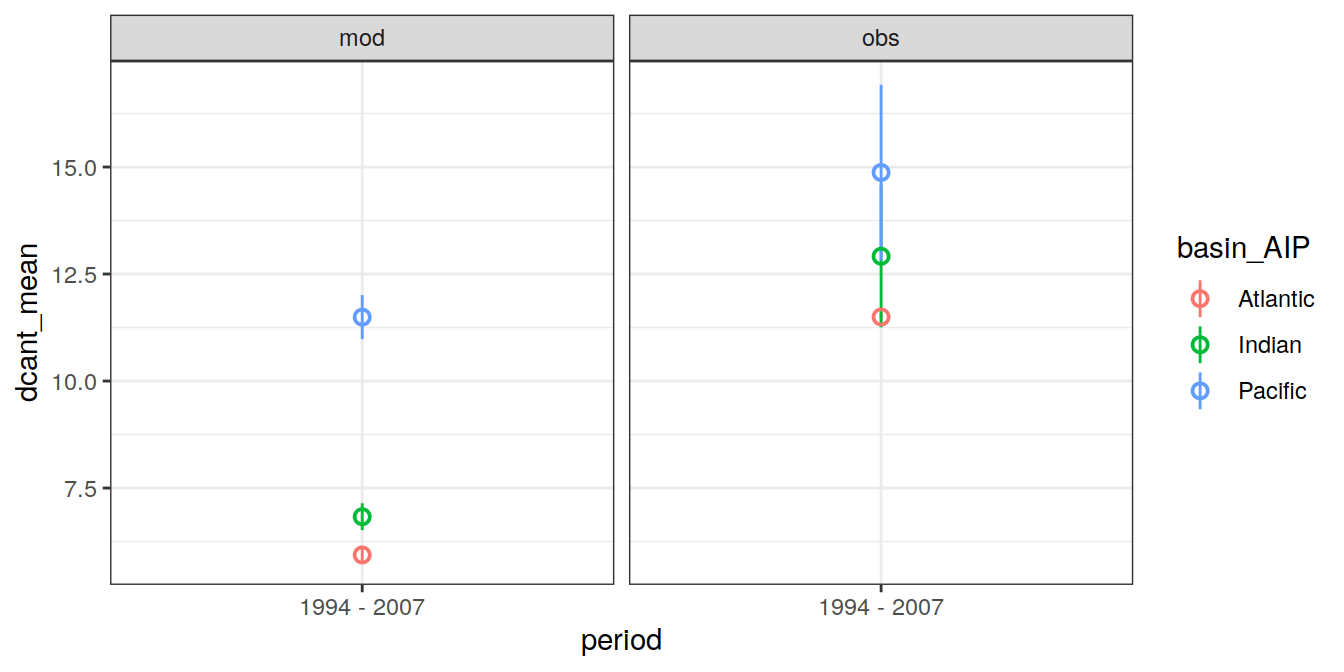 mod
obs
dcant_mean
15.0
12.5
10.0
7.5
1994 - 2007
1994 - 2007
period
basin_AIP
Atlantic
Indian
Pacific